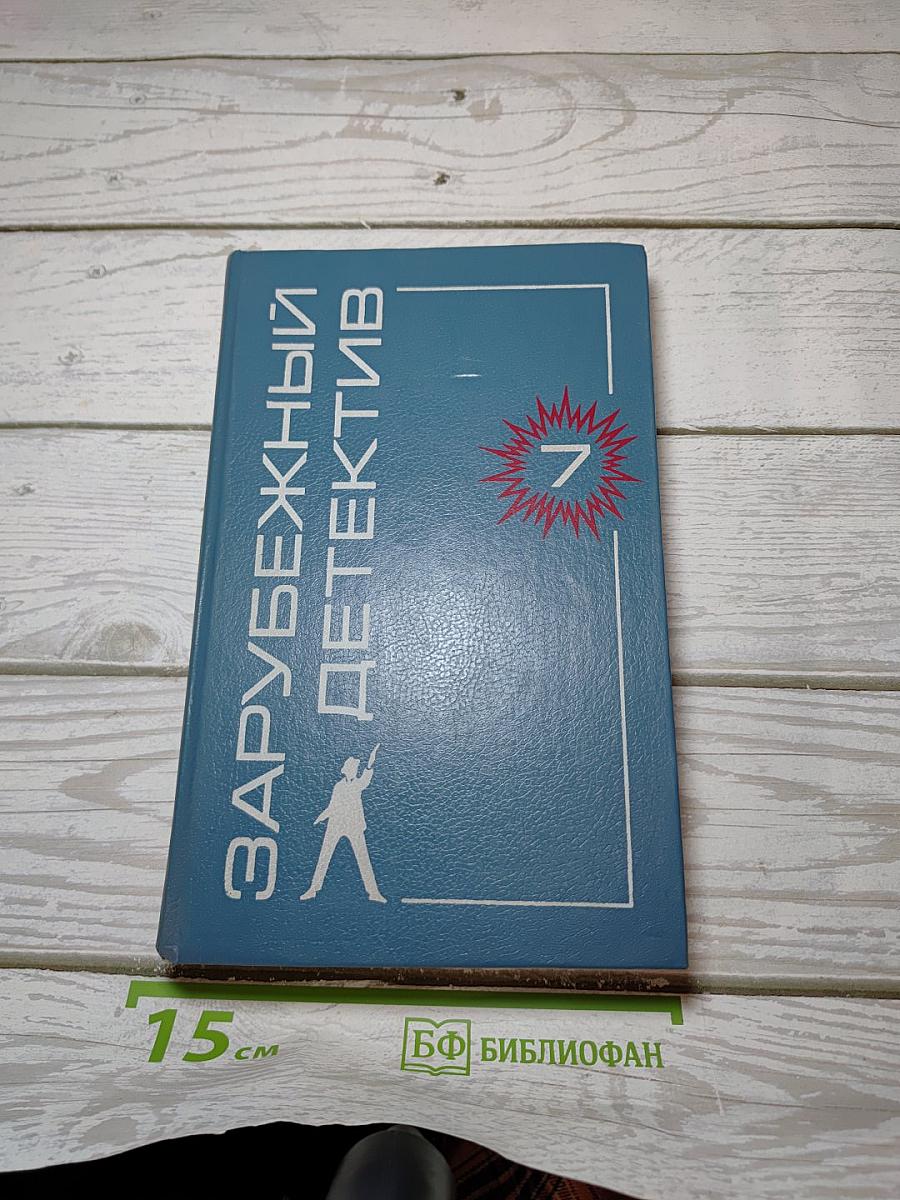 ЗАРУБЕЖНЫЙ
ДЕТЕКТИВ
7
15 см
БФ БИБЛИОФАН